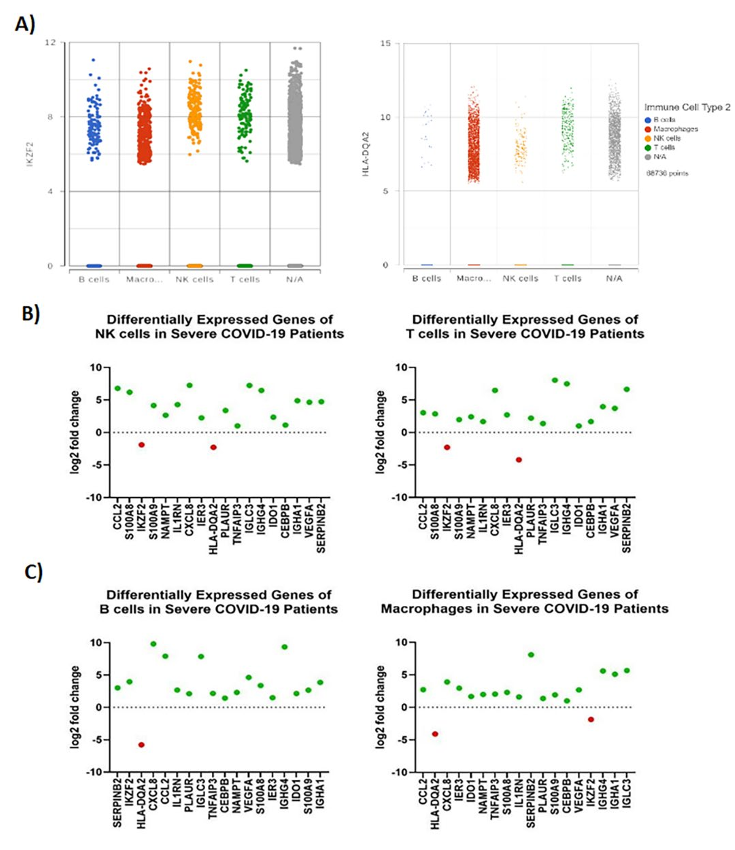 A)
12
8
4
0
IKZF2
B cells
Macro...
NK cells
T cells
N/A
15
10
5
0
HLA-DQA2
B cells
Macro...
NK cells
T cells
N/A
Immune Cell Type 2
B cells
Macrophages
NK cells
T cells
N/A
68736 points
B)
Differentially Expressed Genes of
NK cells in Severe COVID-19 Patients
log2 fold change
10
5
0
-5
-10
CCL2
S100A8
IKZF2
S100A9
NAMPT
IL1RN
CXCL8
IER3
HLA-DQA2
PLAUR
TNFAIP3
IGLC3
IGHG4
IDO1
CEBPB
IGHA1
VEGFA
SERPINB2
Differentially Expressed Genes of
T cells in Severe COVID-19 Patients
log2 fold change
10
5
0
-5
-10
CCL2
S100A8
IKZF2
S100A9
NAMPT
IL1RN
CXCL8
IER3
HLA-DQA2
PLAUR
TNFAIP3
IGLC3
IGHG4
IDO1
CEBPB
IGHA1
VEGFA
SERPINB2
C)
Differentially Expressed Genes of
B cells in Severe COVID-19 Patients
log2 fold change
10
5
0
-5
-10
SERPINB2
IKZF2
HLA-DQA2
CXCL8
CCL2
IL1RN
PLAUR
IGLC3
TNFAIP3
CEBPB
NAMPT
VEGFA
S100A8
IER3
IGHG4
IDO1
S100A9
IGHA1
Differentially Expressed Genes of
Macrophages in Severe COVID-19 Patients
log2 fold change
10
5
0
-5
-10
CCL2
HLA-DQA2
CXCL8
IER3
IDO1
NAMPT
TNFAIP3
S100A8
IL1RN
SERPINB2
PLAUR
S100A9
CEBPB
VEGFA
IKZF2
IGHG4
IGHA1
IGLC3